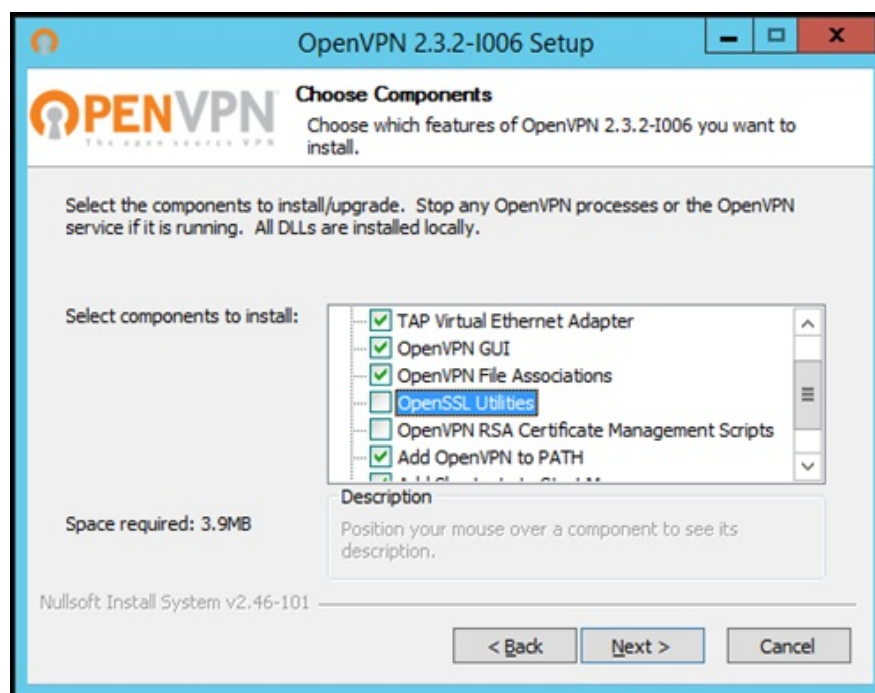 OpenVPN 2.3.2-I006 Setup
OPENVPN
The open source VPN
Choose Components
Choose which features of OpenVPN 2.3.2-I006 you want to
install.
Select the components to install/upgrade. Stop any OpenVPN processes or the OpenVPN
service if it is running. All DLLs are installed locally.
Select components to install:
TAP Virtual Ethernet Adapter
OpenVPN GUI
OpenVPN File Associations
OpenSSL Utilities
OpenVPN RSA Certificate Management Scripts
Add OpenVPN to PATH
Space required: 3.9MB
Description
Position your mouse over a component to see its
description.
Nullsoft Install System v2.46-101
< Back
Next >
Cancel